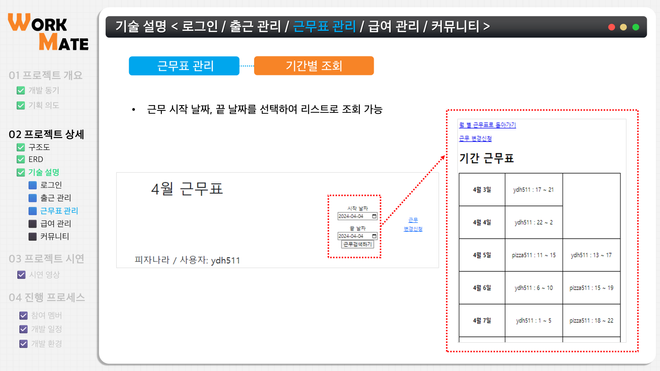 WORK
MATE
01 프로젝트 개요
개발 동기
기획 의도
02 프로젝트 상세
구조도
ERD
기술 설명
로그인
출근 관리
근무표 관리
급여 관리
커뮤니티
03 프로젝트 시연
시연 영상
04 진행 프로세스
참여 멤버
개발 일정
개발 환경
기술 설명 < 로그인 / 출근 관리 / 근무표 관리 / 급여 관리 / 커뮤니티 >
근무표 관리
기간별 조회
• 근무 시작 날짜, 끝 날짜를 선택하여 리스트로 조회 가능
4월 근무표
시작 날짜
2024-04-04
끝 날짜
2024-04-04
근무검색하기
근무
변경신청
피자나라 / 사용자: ydh511
월 별 근무표로 돌아가기
근무 변경신청
기간 근무표
4월 3일 ydh511 : 17 ~ 21
4월 4일 ydh511 : 22 ~ 2
4월 5일 pizza511 : 11 ~ 15 ydh511 : 13 ~ 17
4월 6일 ydh511 : 6 ~ 10 pizza511 : 15 ~ 19
4월 7일 ydh511 : 1 ~ 5 pizza511 : 18 ~ 22